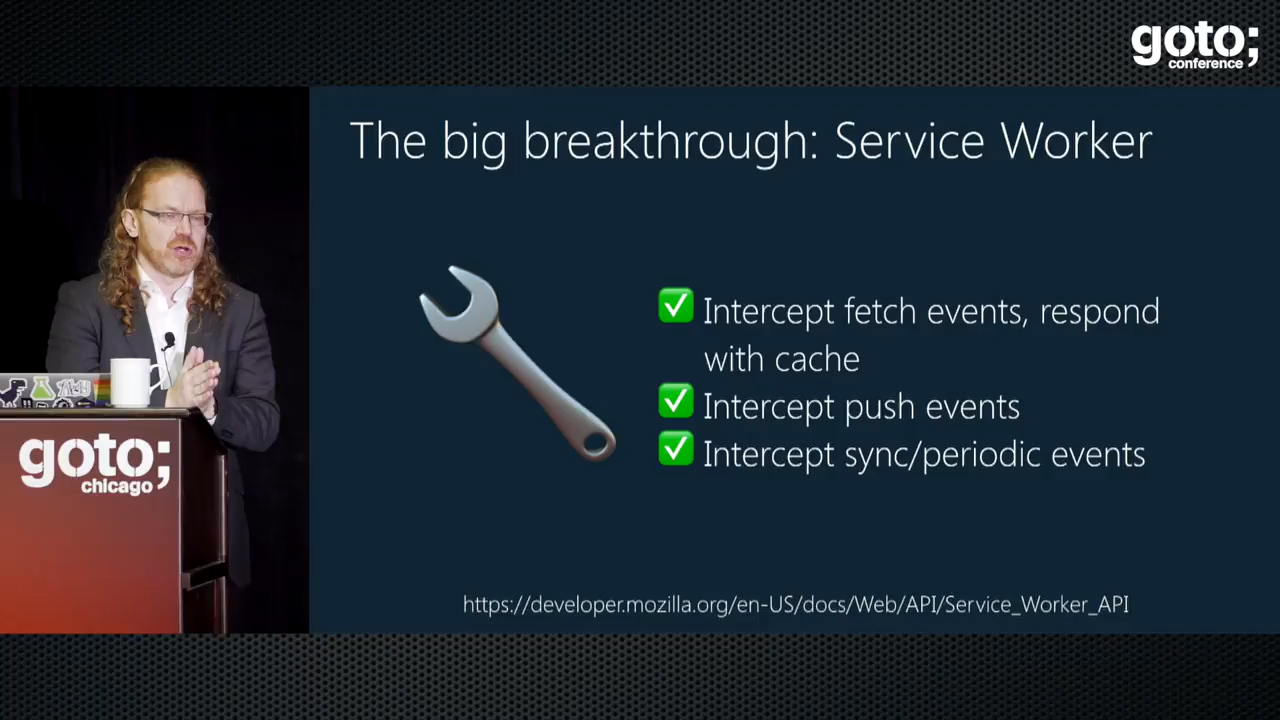 goto;
conference
The big breakthrough: Service Worker
Intercept fetch events, respond
with cache
Intercept push events
Intercept sync/periodic events
https://developer.mozilla.org/en-US/docs/Web/API/Service_Worker_API
goto;
chicago